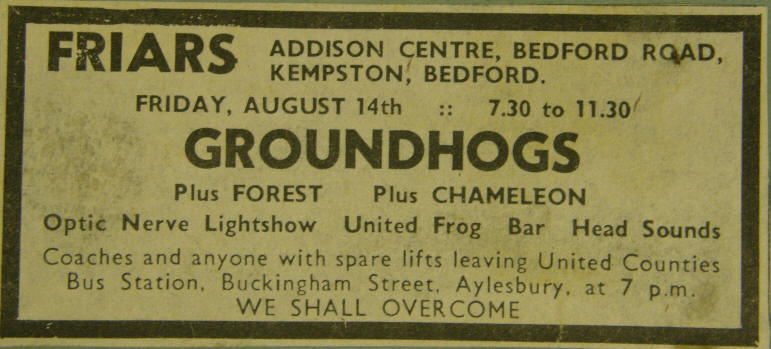 FRIARS ADDISON CENTRE, BEDFORD ROAD,
KEMPSTON, BEDFORD.
FRIDAY, AUGUST 14th :: 7.30 to 11.30
GROUNDHOGS
Plus FOREST Plus CHAMELEON
Optic Nerve Lightshow United Frog Bar Head Sounds
Coaches and anyone with spare lifts leaving United Counties
Bus Station, Buckingham Street, Aylesbury, at 7 p.m.
WE SHALL OVERCOME